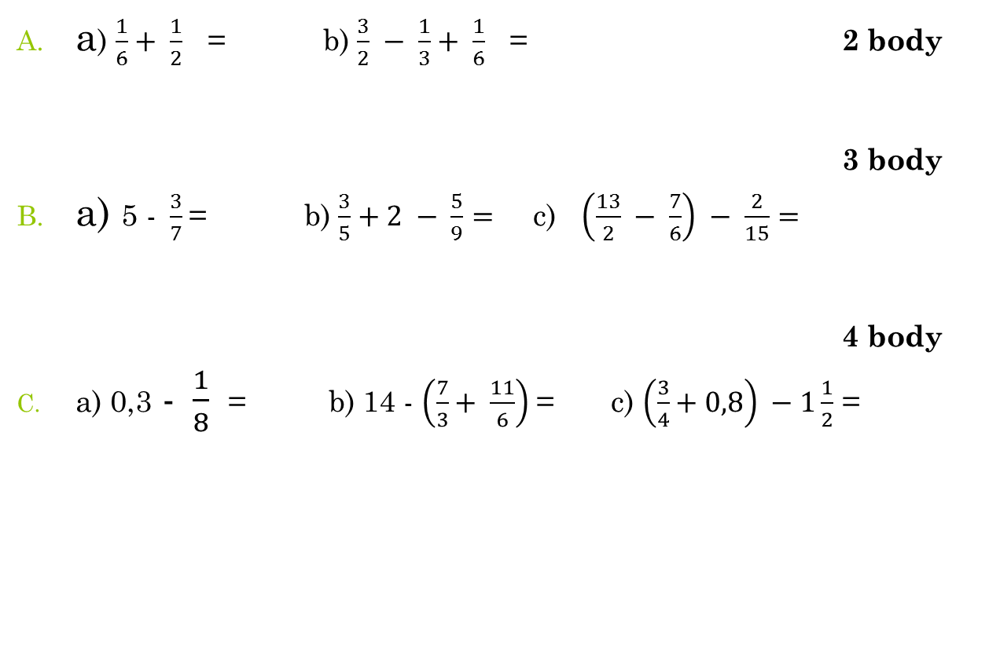 A. a) 1/6 + 1/2 = b) 3/2 − 1/3 + 1/6 = 2 body
3 body
B. a) 5 - 3/7 = b) 3/5 + 2 − 5/9 = c) (13/2 − 7/6) − 2/15 =
4 body
C. a) 0,3 - 1/8 = b) 14 - (7/3 + 11/6) = c) (3/4 + 0,8) − 1 1/2 =